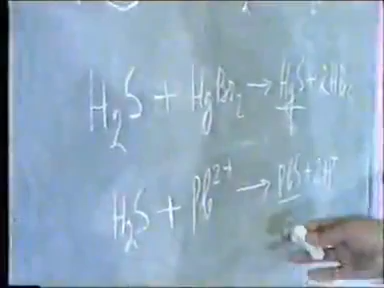 H₂S + HgBr₂ → HgS + 2HBr
H₂S + Pb²⁺ → PbS + 2H⁺